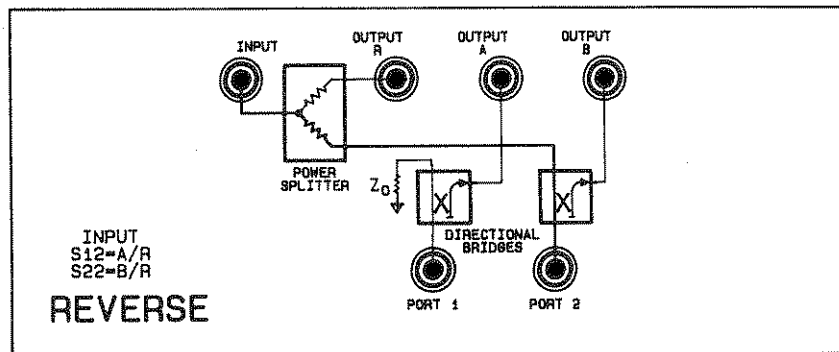 INPUT
OUTPUT
R
OUTPUT
A
OUTPUT
B
POWER
SPLITTER
Z0
DIRECTIONAL
BRIDGES
INPUT
S12=A/R
S22=B/R
REVERSE
PORT 1
PORT 2